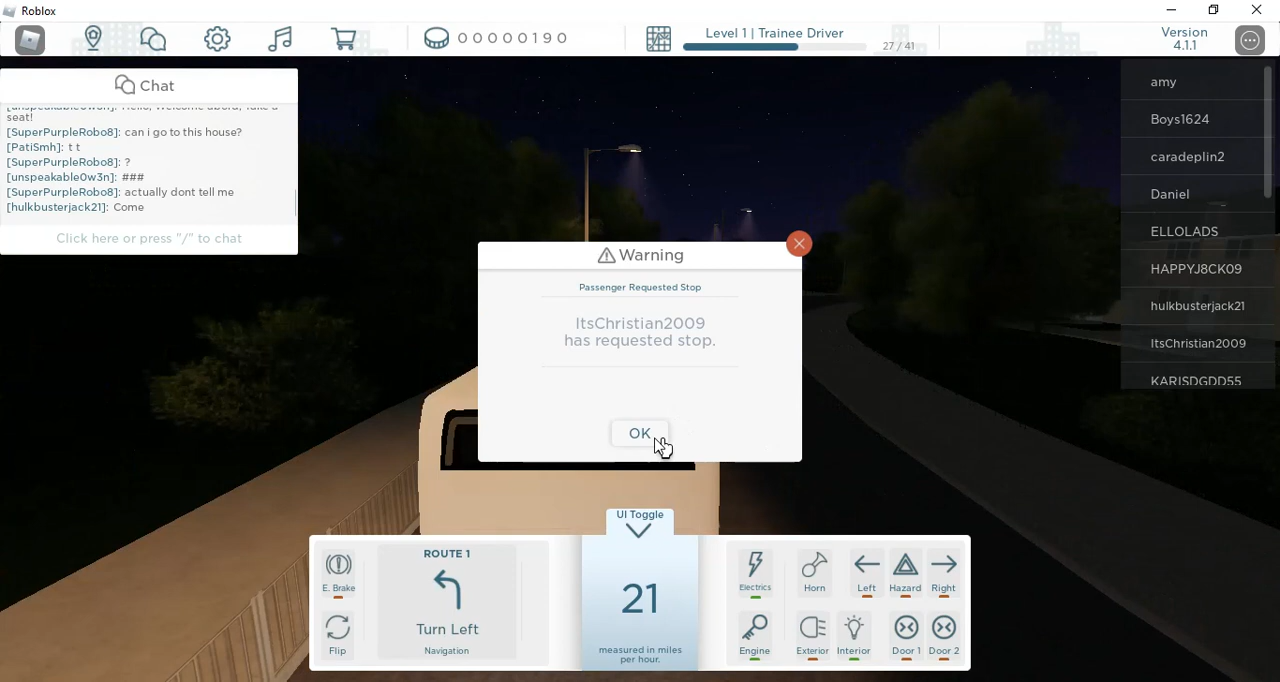 Roblox
00000190
Level 1 | Trainee Driver
27 / 41
Version
4.1.1
Chat
seat!
[SuperPurpleRobo8]: can i go to this house?
[PatiSmh]: t t
[SuperPurpleRobo8]: ?
[unspeakable0w3n]: ###
[SuperPurpleRobo8]: actually dont tell me
[hulkbusterjack21]: Come
Click here or press "/" to chat
amy
Boys1624
caradeplin2
Daniel
ELLOLADS
HAPPYJ8CK09
hulkbusterjack21
ItsChristian2009
KARISDGDD55
Warning
Passenger Requested Stop
ItsChristian2009
has requested stop.
OK
UI Toggle
E. Brake
Flip
ROUTE 1
Turn Left
Navigation
21
measured in miles
per hour.
Electrics
Horn
Left
Hazard
Right
Engine
Exterior
Interior
Door 1
Door 2